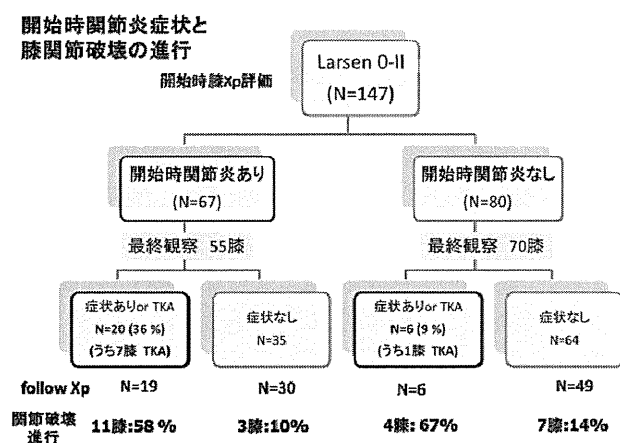 開始時関節炎症状と
膝関節破壊の進行
開始時膝Xp評価
Larsen 0-II
(N=147)
開始時関節炎あり
(N=67)
開始時関節炎なし
(N=80)
最終観察 55膝
最終観察 70膝
症状ありor TKA
N=20 (36 %)
(うち7膝 TKA)
症状なし
N=35
症状ありor TKA
N=6 (9 %)
(うち1膝 TKA)
症状なし
N=64
follow Xp N=19 N=30 N=6 N=49
関節破壊
進行
11膝:58 % 3膝:10% 4膝: 67% 7膝:14%